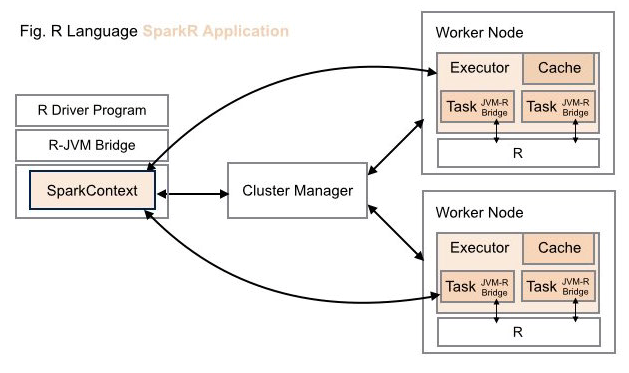 Fig. R Language SparkR Application
R Driver Program
R-JVM Bridge
SparkContext
Cluster Manager
Worker Node
Executor
Cache
Task JVM-R
Bridge
Task JVM-R
Bridge
R
Worker Node
Executor
Cache
Task JVM-R
Bridge
Task JVM-R
Bridge
R